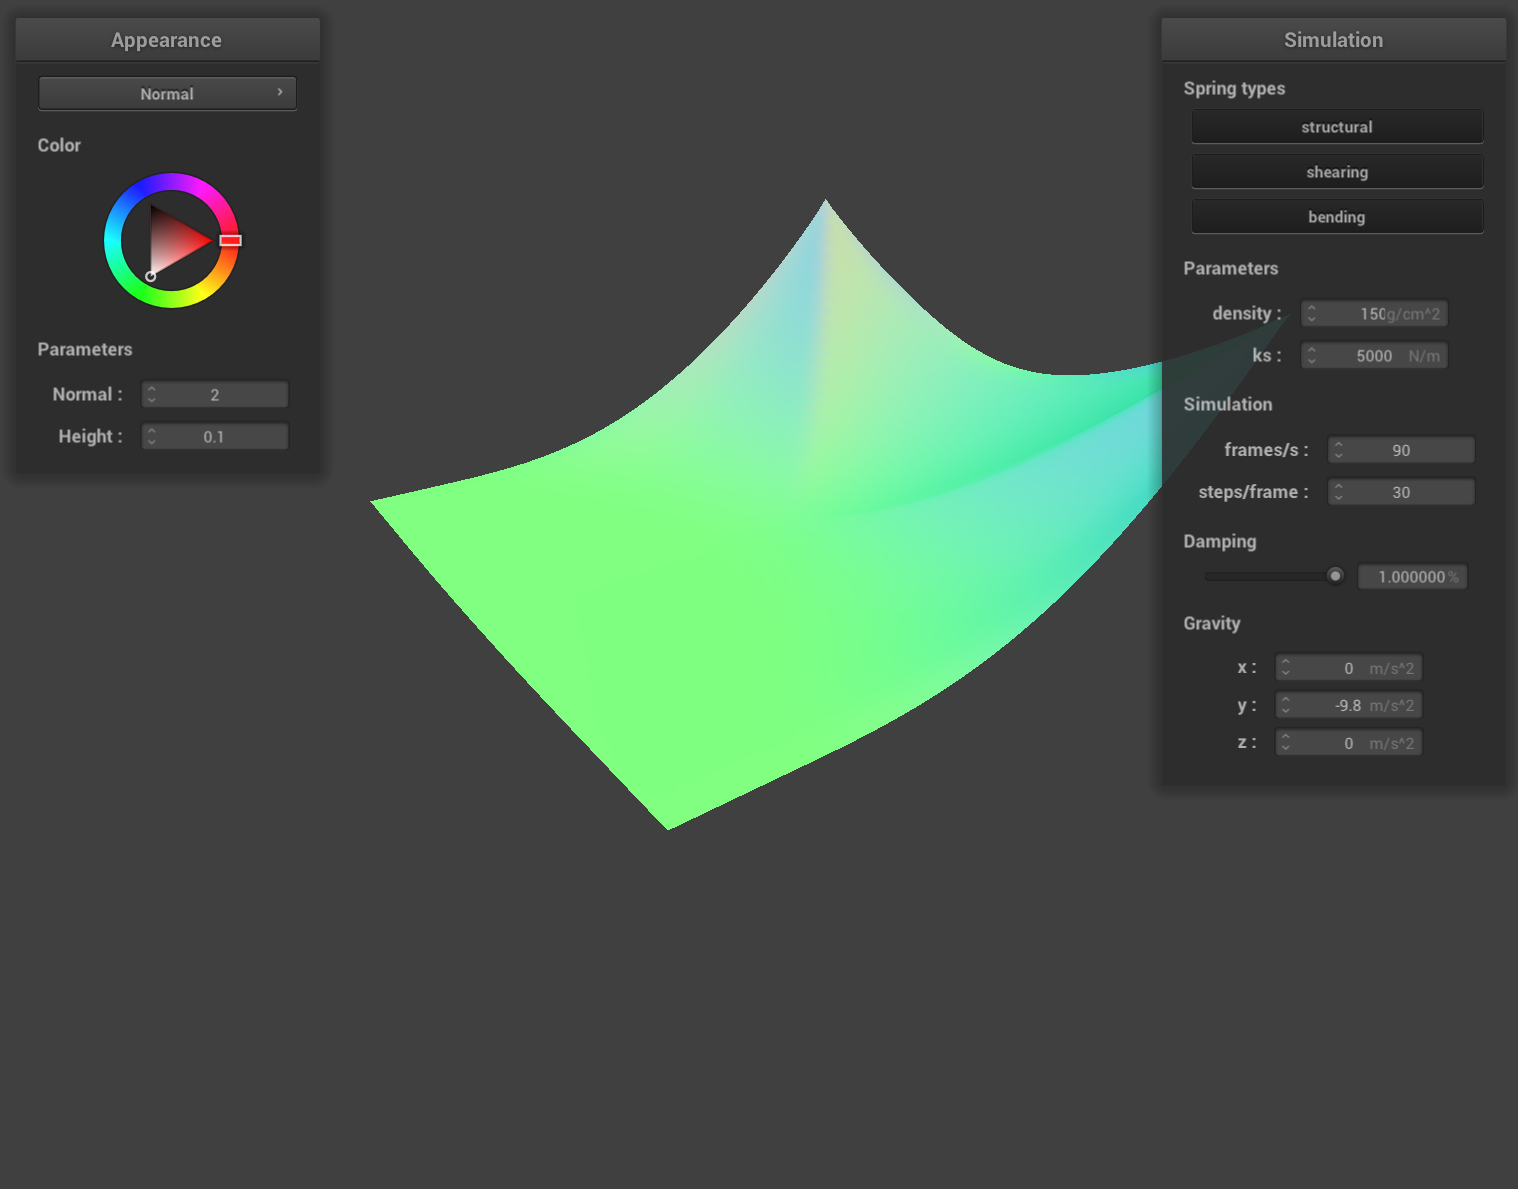 Appearance
Normal
Color
Parameters
Normal : 2
Height : 0.1
Simulation
Spring types
structural
shearing
bending
Parameters
density : 150g/cm^2
ks : 5000 N/m
Simulation
frames/s : 90
steps/frame : 30
Damping
1.000000 %
Gravity
x : 0 m/s^2
y : -9.8 m/s^2
z : 0 m/s^2